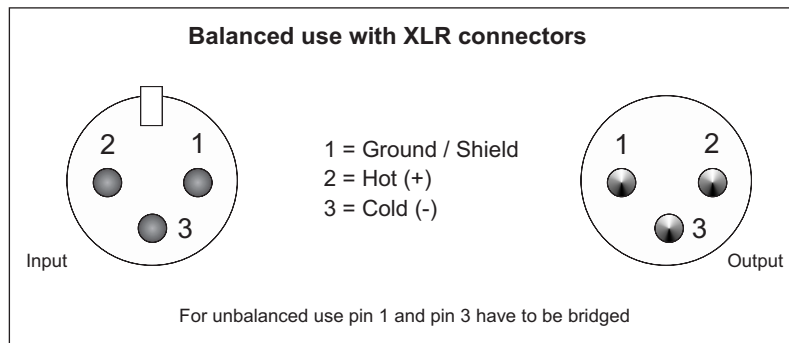 Balanced use with XLR connectors
2 1
3
Input
1 = Ground / Shield
2 = Hot (+)
3 = Cold (-)
1 2
3
Output
For unbalanced use pin 1 and pin 3 have to be bridged